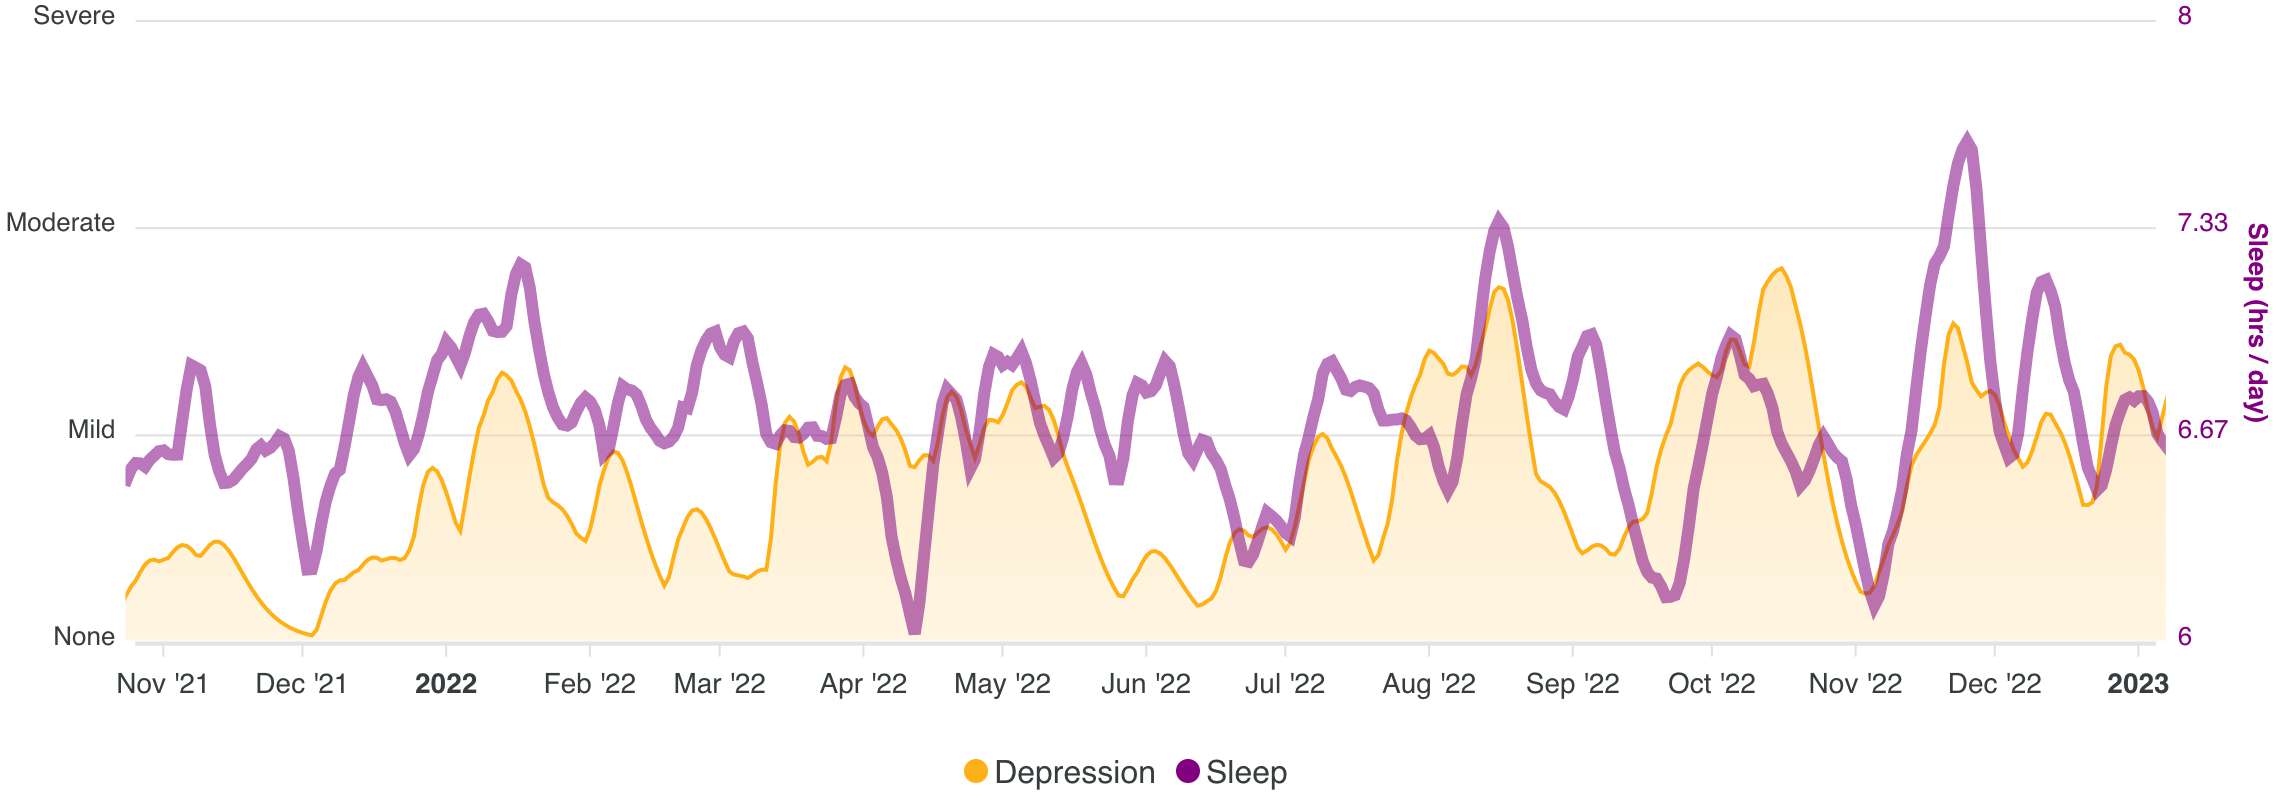 Severe
8
Moderate
7.33
Mild
6.67
None
6
Sleep (hrs / day)
Nov '21 Dec '21 2022 Feb '22 Mar '22 Apr '22 May '22 Jun '22 Jul '22 Aug '22 Sep '22 Oct '22 Nov '22 Dec '22 2023
Depression Sleep